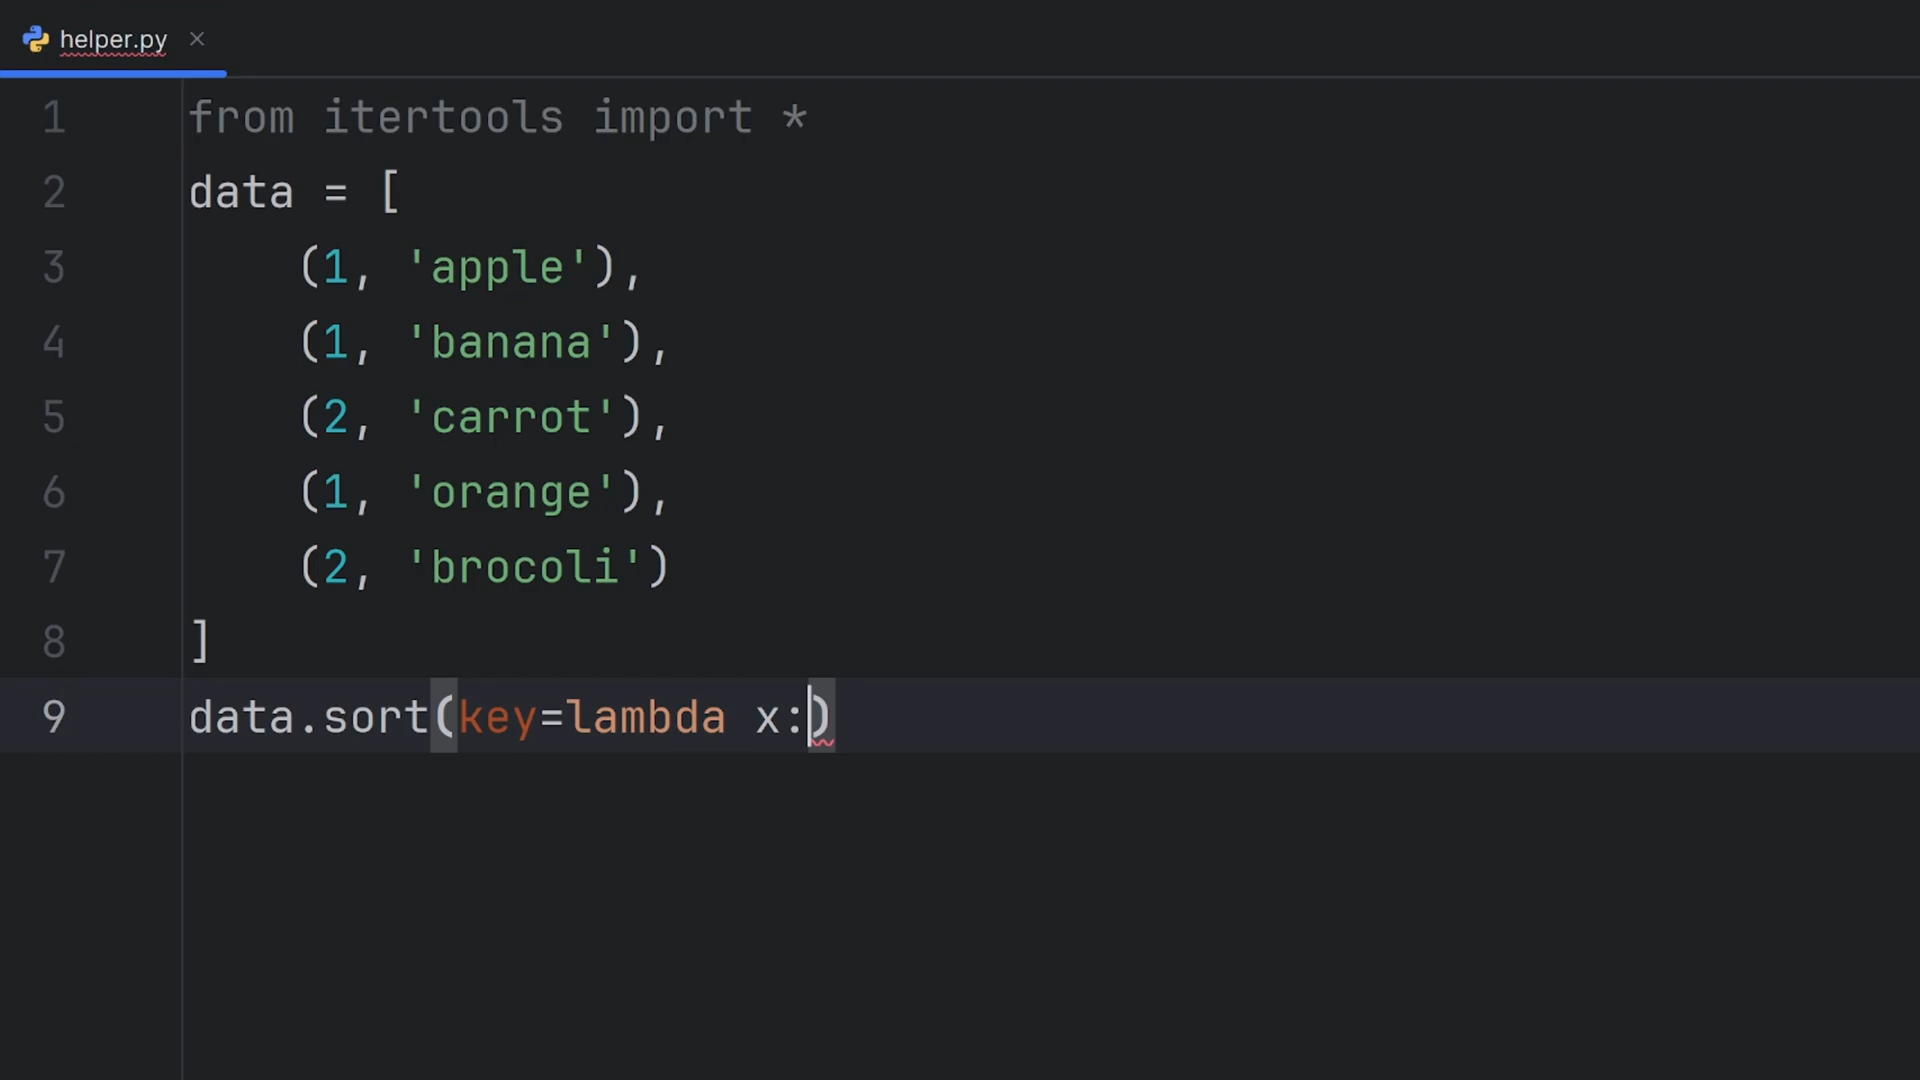 helper.py
1 from itertools import *
2 data = [
3     (1, 'apple'),
4     (1, 'banana'),
5     (2, 'carrot'),
6     (1, 'orange'),
7     (2, 'brocoli')
8 ]
9 data.sort(key=lambda x:)